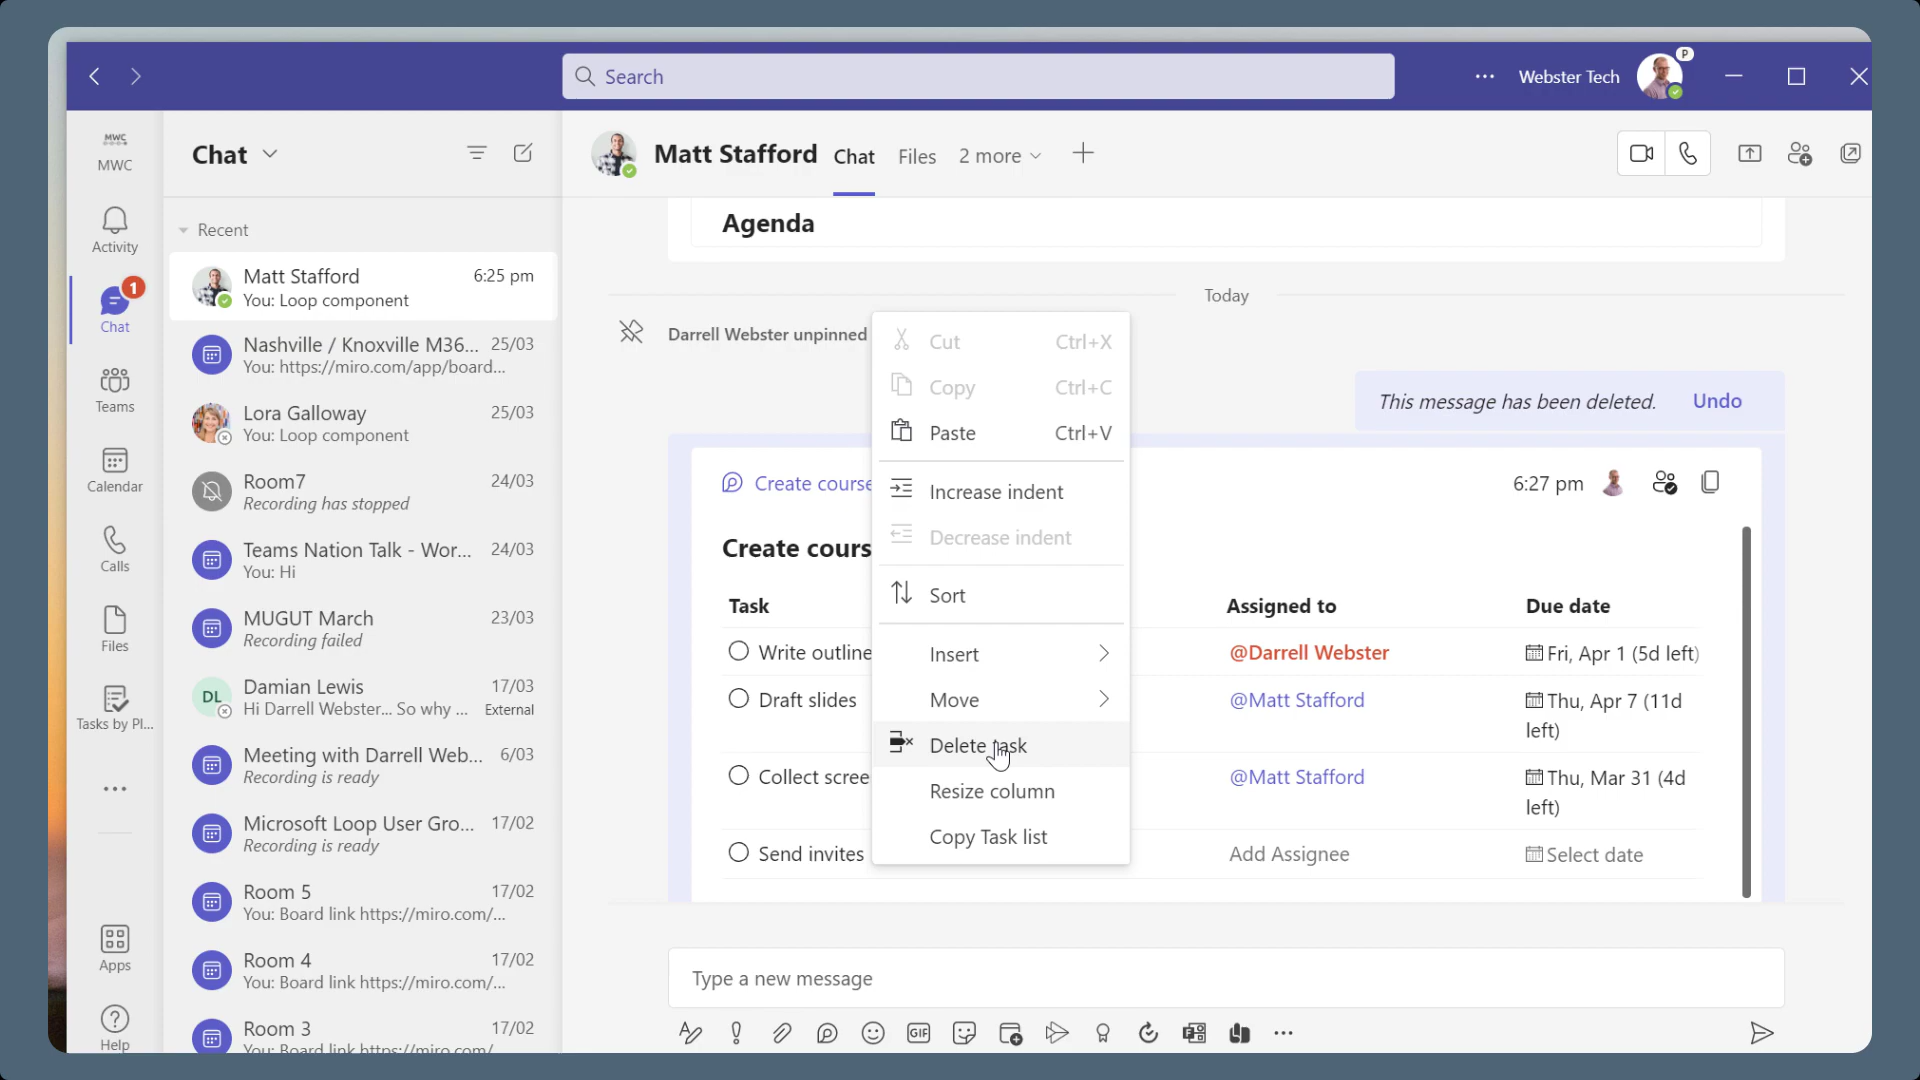 Search
Webster Tech
P
MWC
MWC
Activity
1
Chat
Teams
Calendar
Calls
Files
Tasks by Pl...
Apps
Help
Chat
Recent
Matt Stafford 6:25 pm
You: Loop component
Nashville / Knoxville M36... 25/03
You: https://miro.com/app/board...
Lora Galloway 25/03
You: Loop component
Room7 24/03
Recording has stopped
Teams Nation Talk - Wor... 24/03
You: Hi
MUGUT March 23/03
Recording failed
DL
Damian Lewis 17/03
Hi Darrell Webster... So why ... External
Meeting with Darrell Web... 6/03
Recording is ready
Microsoft Loop User Gro... 17/02
Recording is ready
Room 5 17/02
You: Board link https://miro.com/...
Room 4 17/02
You: Board link https://miro.com/...
Room 3 17/02
You: Board link https://miro.com/...
Matt Stafford Chat Files 2 more
Agenda
Today
Darrell Webster unpinned
This message has been deleted. Undo
Create course
6:27 pm
Create cours
Task Assigned to Due date
Write outline @Darrell Webster Fri, Apr 1 (5d left)
Draft slides @Matt Stafford Thu, Apr 7 (11d
left)
Collect scree @Matt Stafford Thu, Mar 31 (4d
left)
Send invites Add Assignee Select date
Cut Ctrl+X
Copy Ctrl+C
Paste Ctrl+V
Increase indent
Decrease indent
Sort
Insert
Move
Delete task
Resize column
Copy Task list
Type a new message
GIF